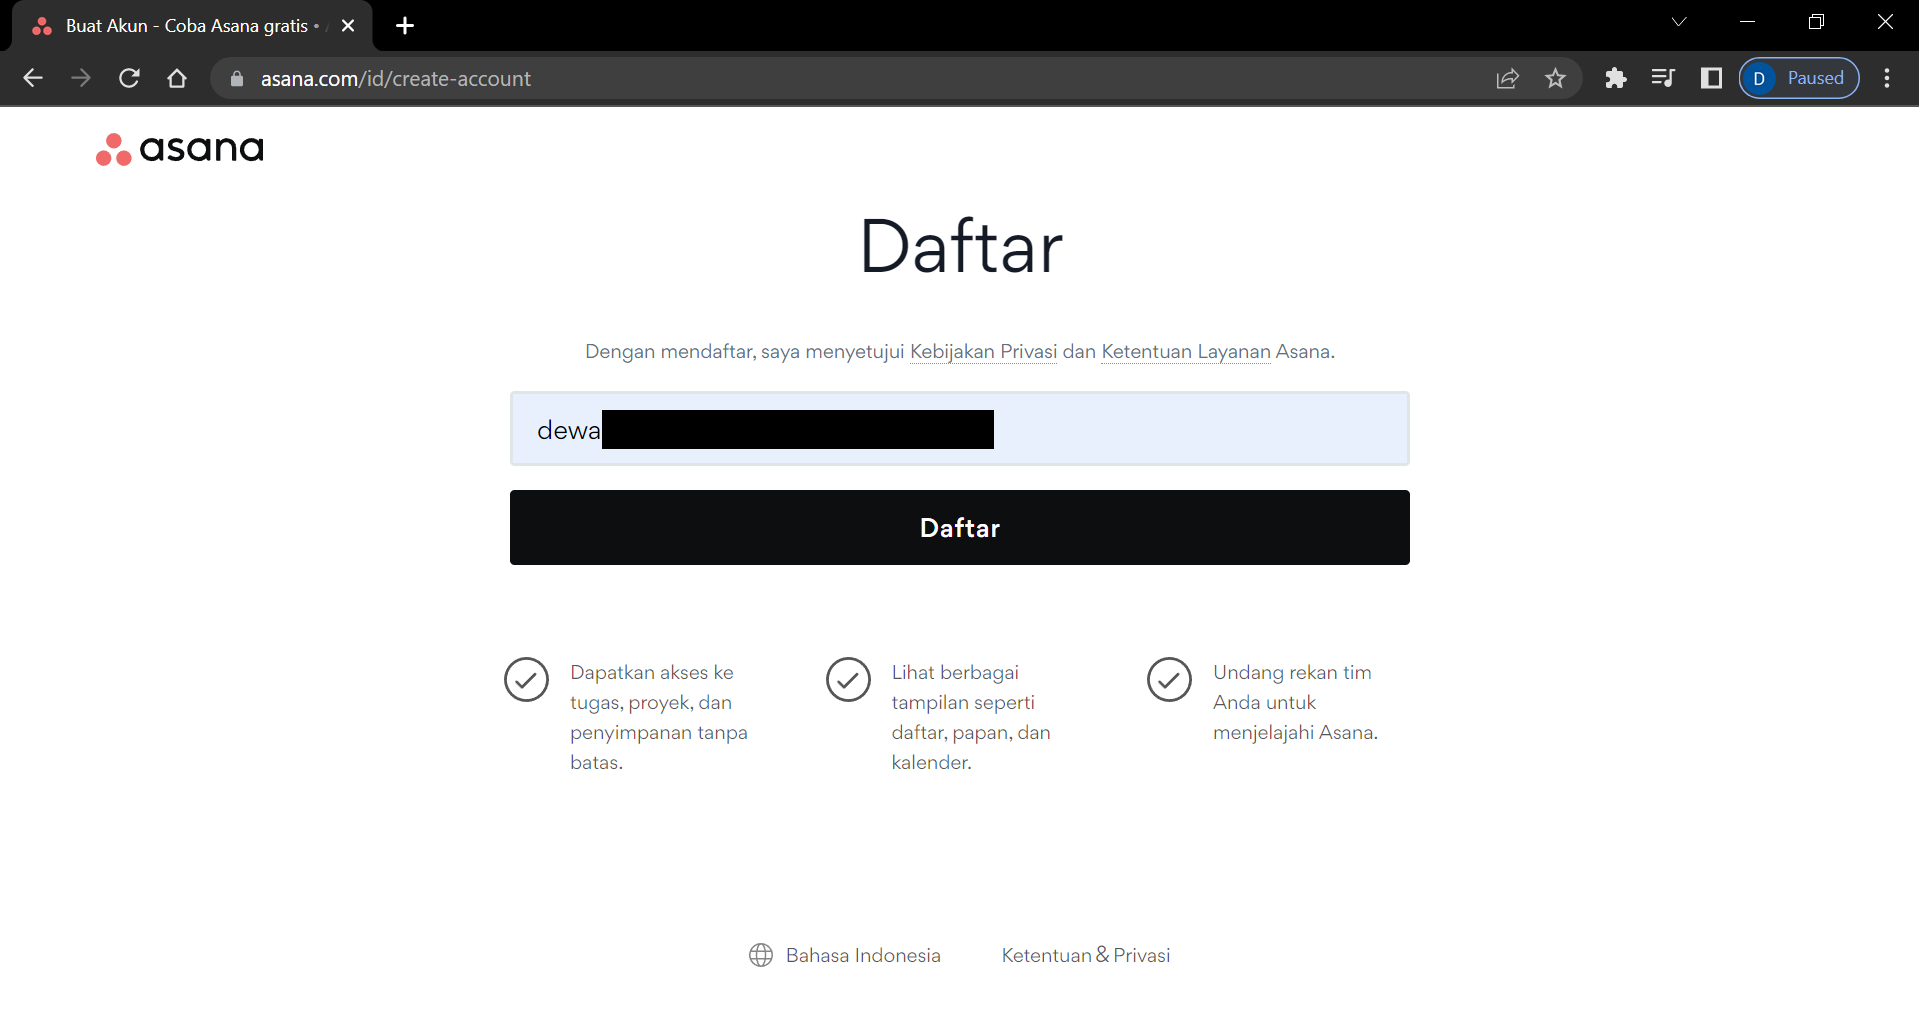 Buat Akun - Coba Asana gratis •
asana.com/id/create-account
D Paused
asana
Daftar
Dengan mendaftar, saya menyetujui Kebijakan Privasi dan Ketentuan Layanan Asana.
dewa
Daftar
Dapatkan akses ke
tugas, proyek, dan
penyimpanan tanpa
batas.
Lihat berbagai
tampilan seperti
daftar, papan, dan
kalender.
Undang rekan tim
Anda untuk
menjelajahi Asana.
Bahasa Indonesia
Ketentuan & Privasi